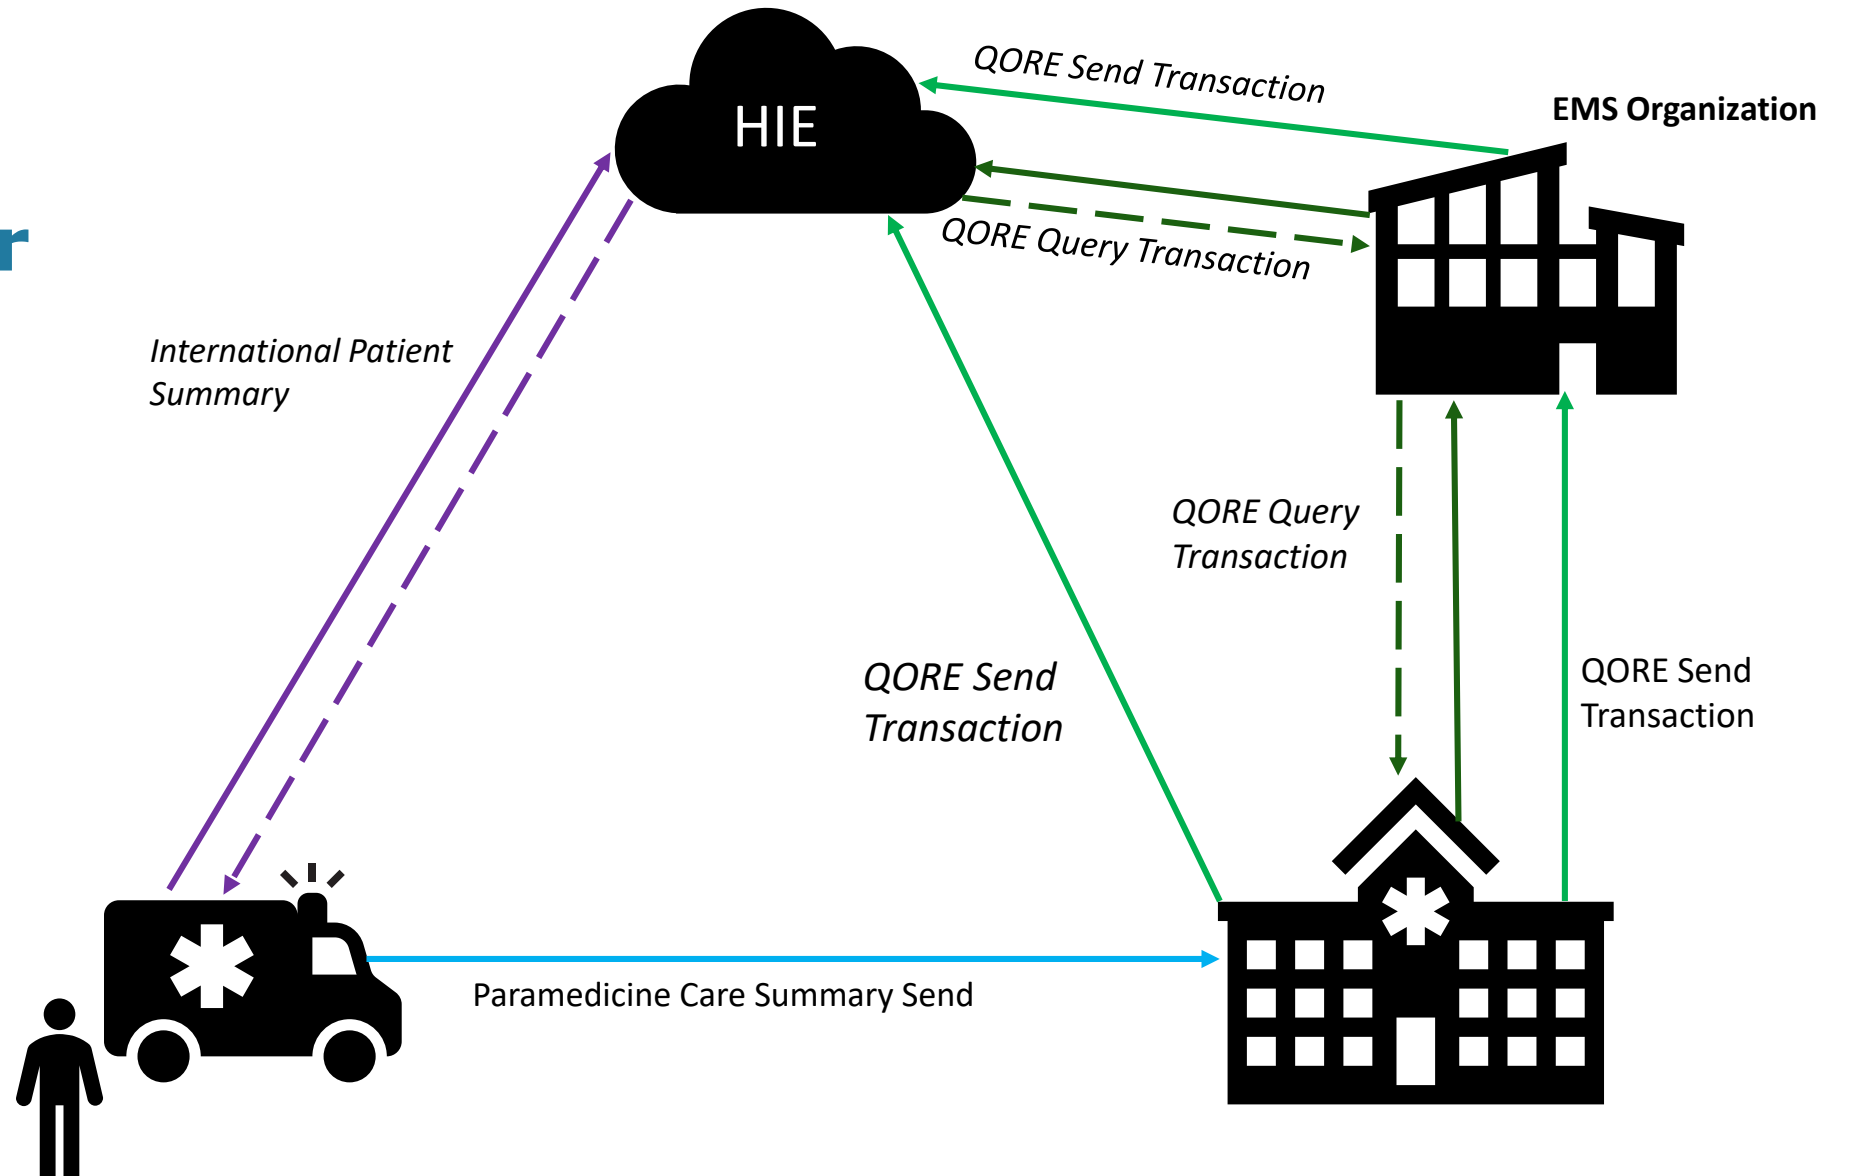 QORE Send Transaction
HIE
EMS Organization
r
QORE Query Transaction
International Patient
Summary
QORE Query
Transaction
QORE Send
Transaction
QORE Send
Transaction
Paramedicine Care Summary Send